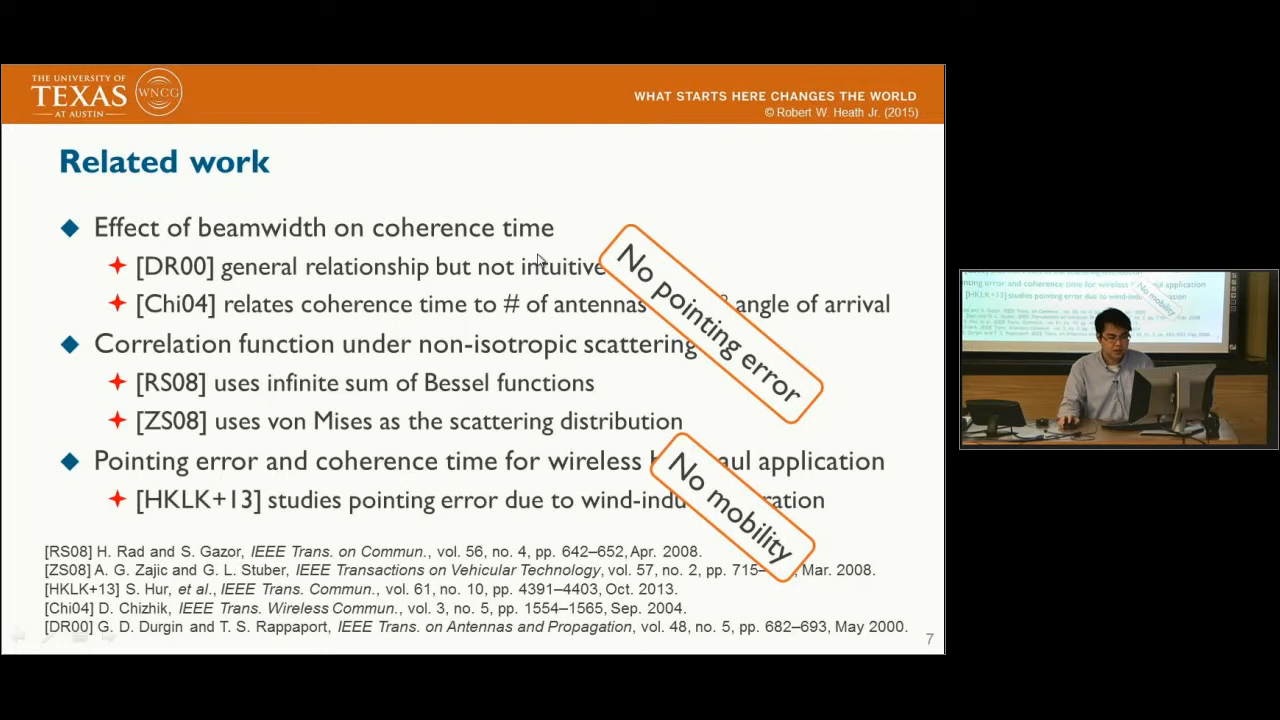 THE UNIVERSITY OF
TEXAS
AT AUSTIN
WNCG
WHAT STARTS HERE CHANGES THE WORLD
© Robert W. Heath Jr. (2015)
Related work
Effect of beamwidth on coherence time
[DR00] general relationship but not intuitive
[Chi04] relates coherence time to # of antennas angle of arrival
Correlation function under non-isotropic scattering
[RS08] uses infinite sum of Bessel functions
[ZS08] uses von Mises as the scattering distribution
No pointing error
Pointing error and coherence time for wireless application
[HKLK+13] studies pointing error due to
No mobility
[RS08] H. Rad and S. Gazor, IEEE Trans. on Commun., vol. 56, no. 4, pp. 642–652, Apr. 2008.
[ZS08] A. G. Zajic and G. L. Stuber, IEEE Transactions on Vehicular Technology, vol. 57, no. 2, pp. 715– Mar. 2008.
[HKLK+13] S. Hur, et al., IEEE Trans. Commun., vol. 61, no. 10, pp. 4391–4403, Oct. 2013.
[Chi04] D. Chizhik, IEEE Trans. Wireless Commun., vol. 3, no. 5, pp. 1554–1565, Sep. 2004.
[DR00] G. D. Durgin and T. S. Rappaport, IEEE Trans. on Antennas and Propagation, vol. 48, no. 5, pp. 682–693, May 2000.
7